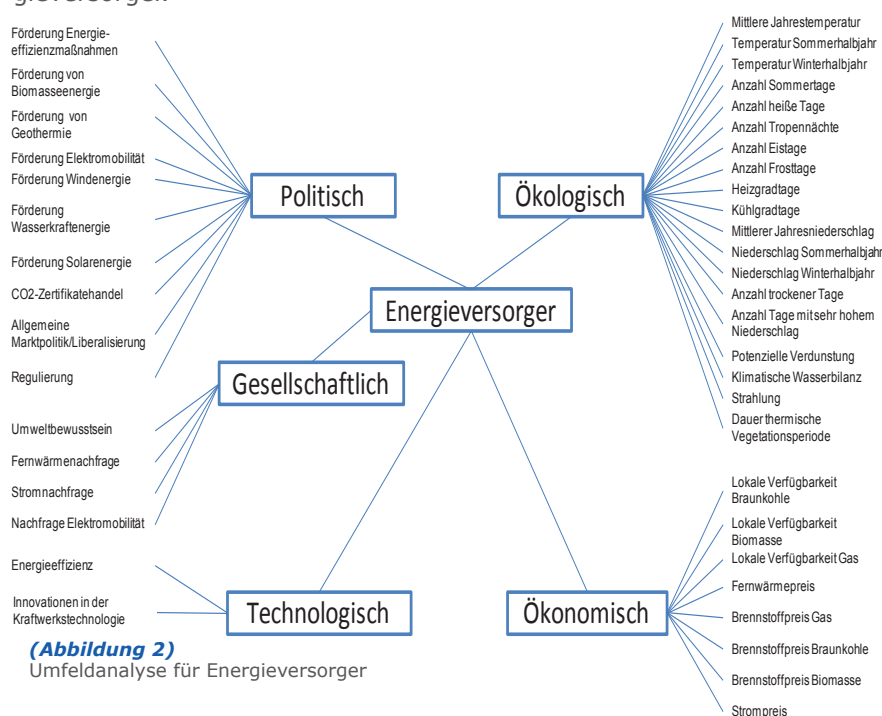 gieversorger.
Förderung Energie-
effizienzmaßnahmen
Förderung von
Biomasseenergie
Förderung von
Geothermie
Förderung Elektromobilität
Förderung Windenergie
Förderung
Wasserkraftenergie
Förderung Solarenergie
CO2-Zertifikatehandel
Allgemeine
Marktpolitik/Liberalisierung
Regulierung
Politisch
Umweltbewusstsein
Fernwärmenachfrage
Stromnachfrage
Nachfrage Elektromobilität
Gesellschaftlich
Energieeffizienz
Innovationen in der
Kraftwerkstechnologie
Technologisch
Energieversorger
Ökologisch
Mittlere Jahrestemperatur
Temperatur Sommerhalbjahr
Temperatur Winterhalbjahr
Anzahl Sommertage
Anzahl heiße Tage
Anzahl Tropennächte
Anzahl Eistage
Anzahl Frosttage
Heizgradtage
Kühlgradtage
Mittlerer Jahresniederschlag
Niederschlag Sommerhalbjahr
Niederschlag Winterhalbjahr
Anzahl trockener Tage
Anzahl Tage mit sehr hohem
Niederschlag
Potenzielle Verdunstung
Klimatische Wasserbilanz
Strahlung
Dauer thermische
Vegetationsperiode
Ökonomisch
Lokale Verfügbarkeit
Braunkohle
Lokale Verfügbarkeit
Biomasse
Lokale Verfügbarkeit Gas
Fernwärmepreis
Brennstoffpreis Gas
Brennstoffpreis Braunkohle
Brennstoffpreis Biomasse
Strompreis
(Abbildung 2)
Umfeldanalyse für Energieversorger